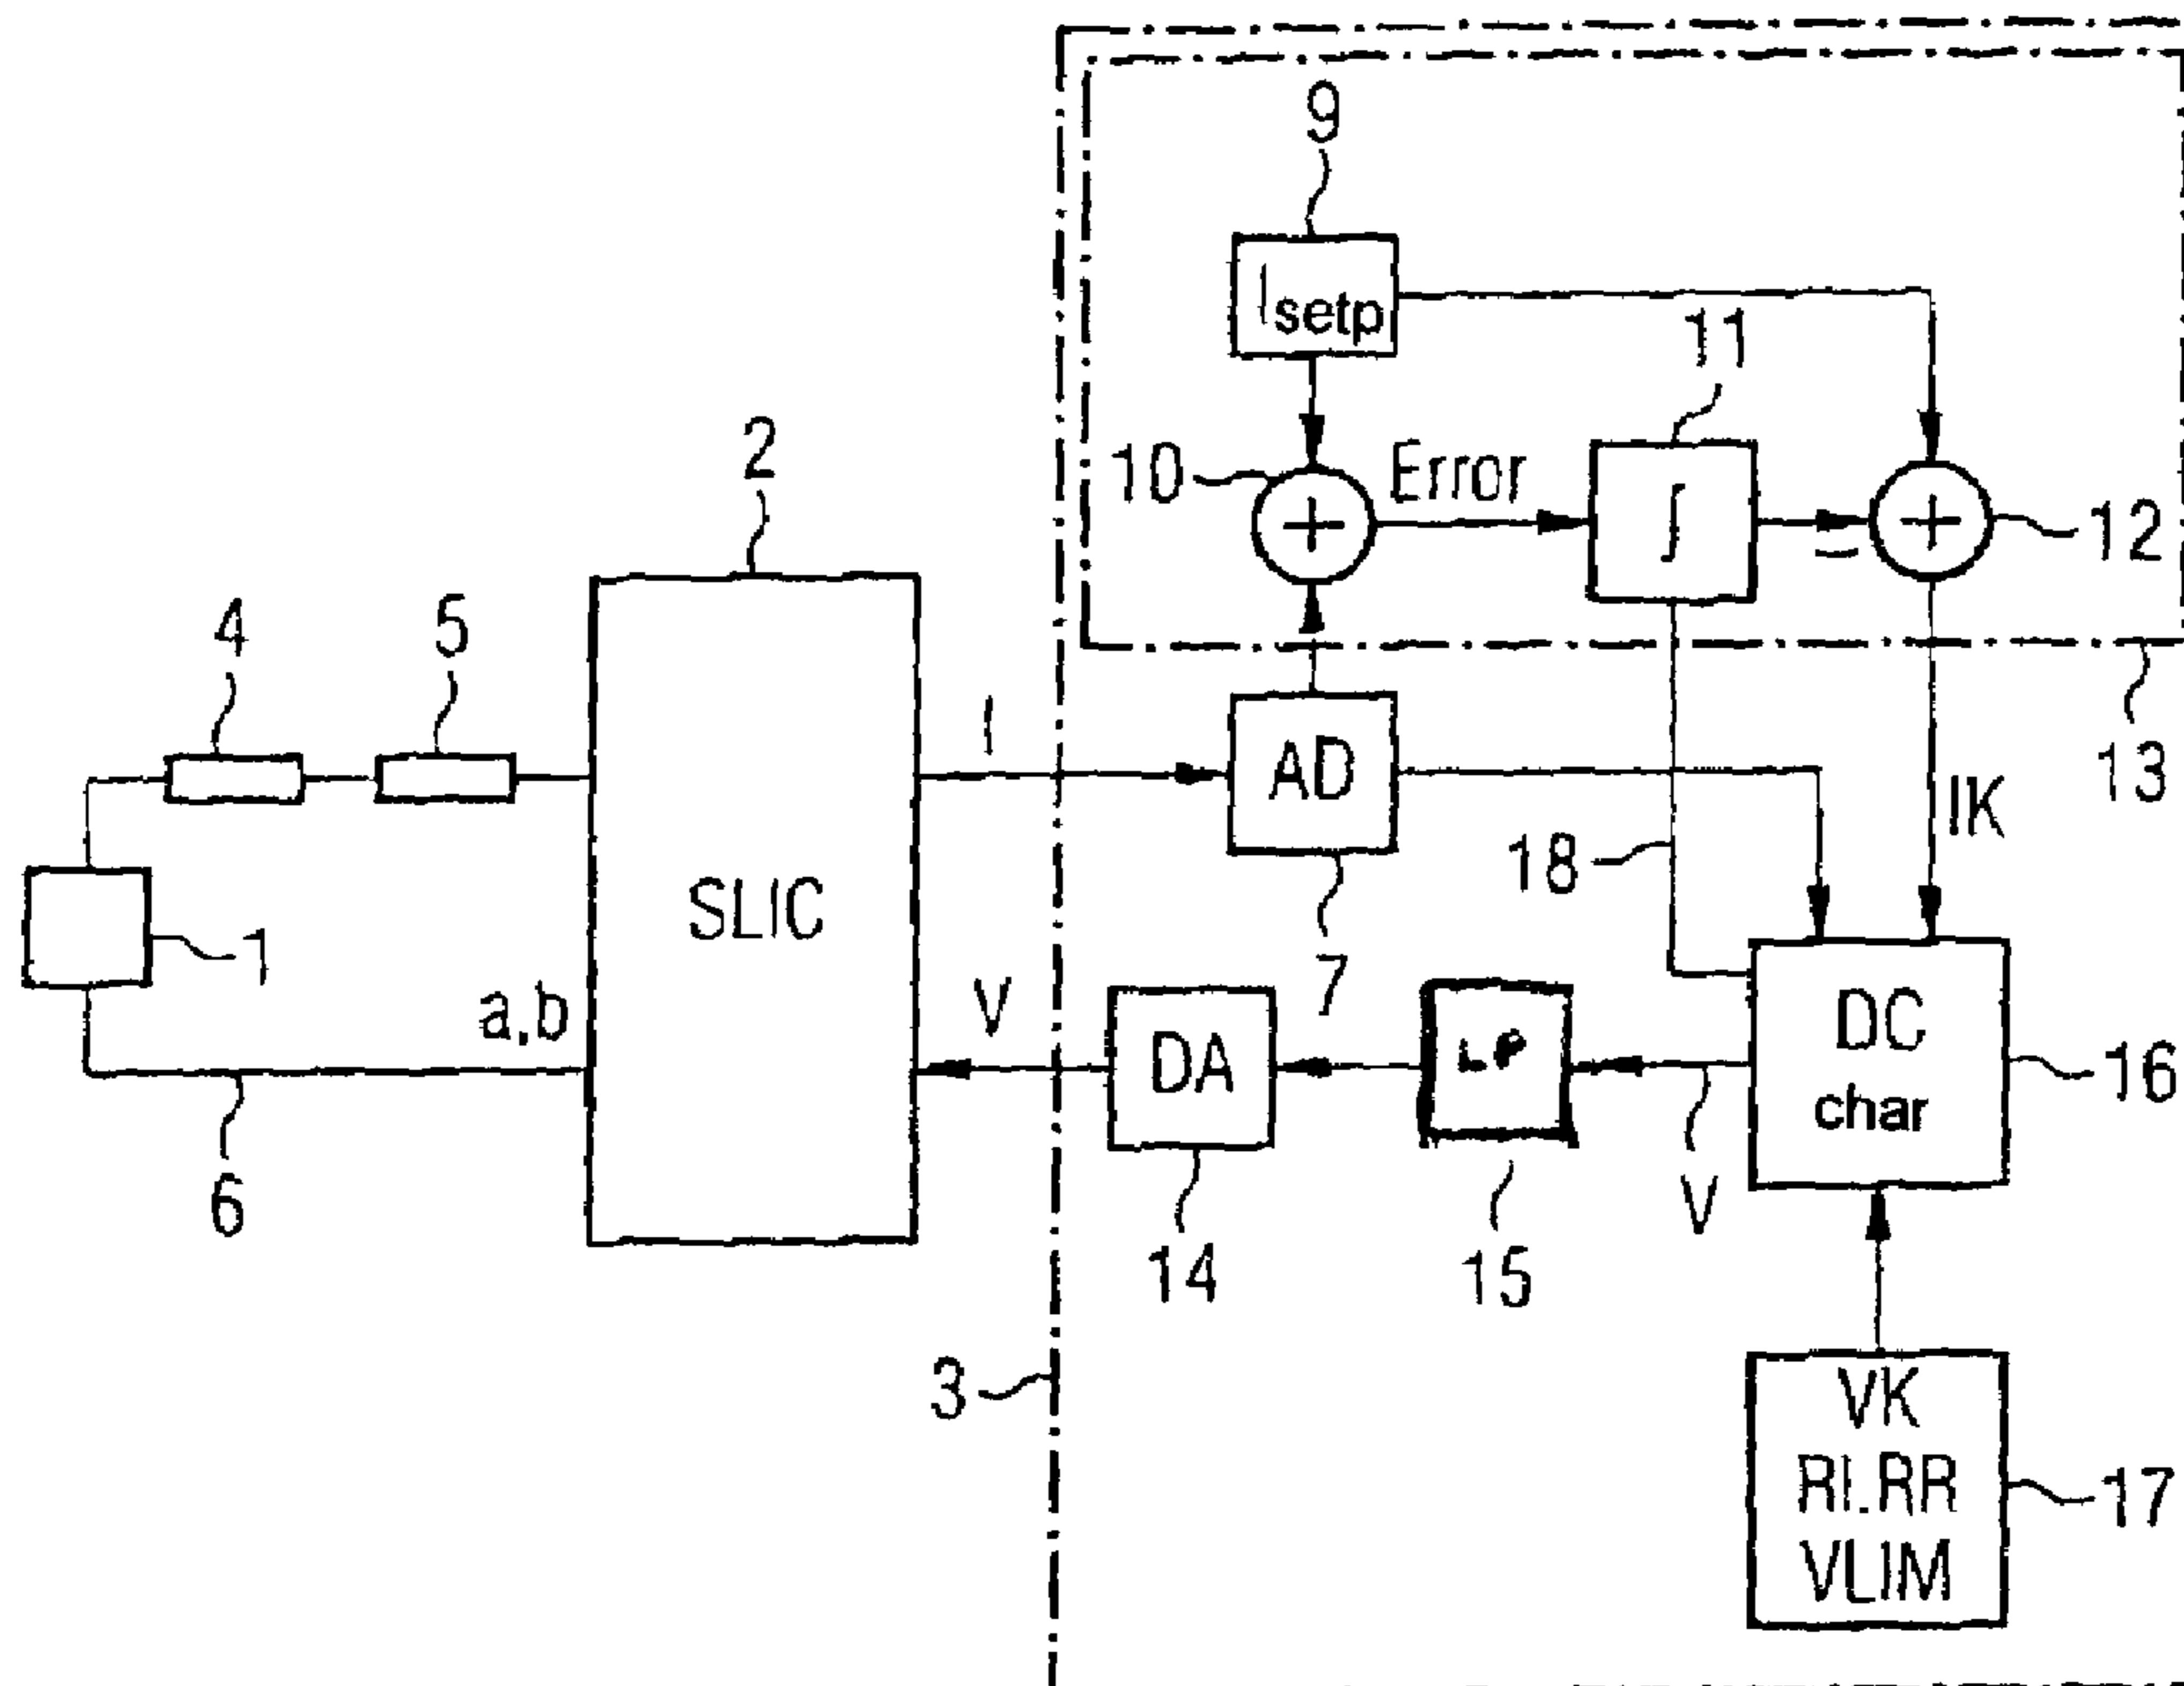 9
Isetp
11
10
Error
∫
+
+
12
2
4
5
I
AD
13
IK
18
SLIC
1
7
a,b
V
DA
LP
DC
char
16
6
14
15
V
3
VK
RI.RR
VLIM
17